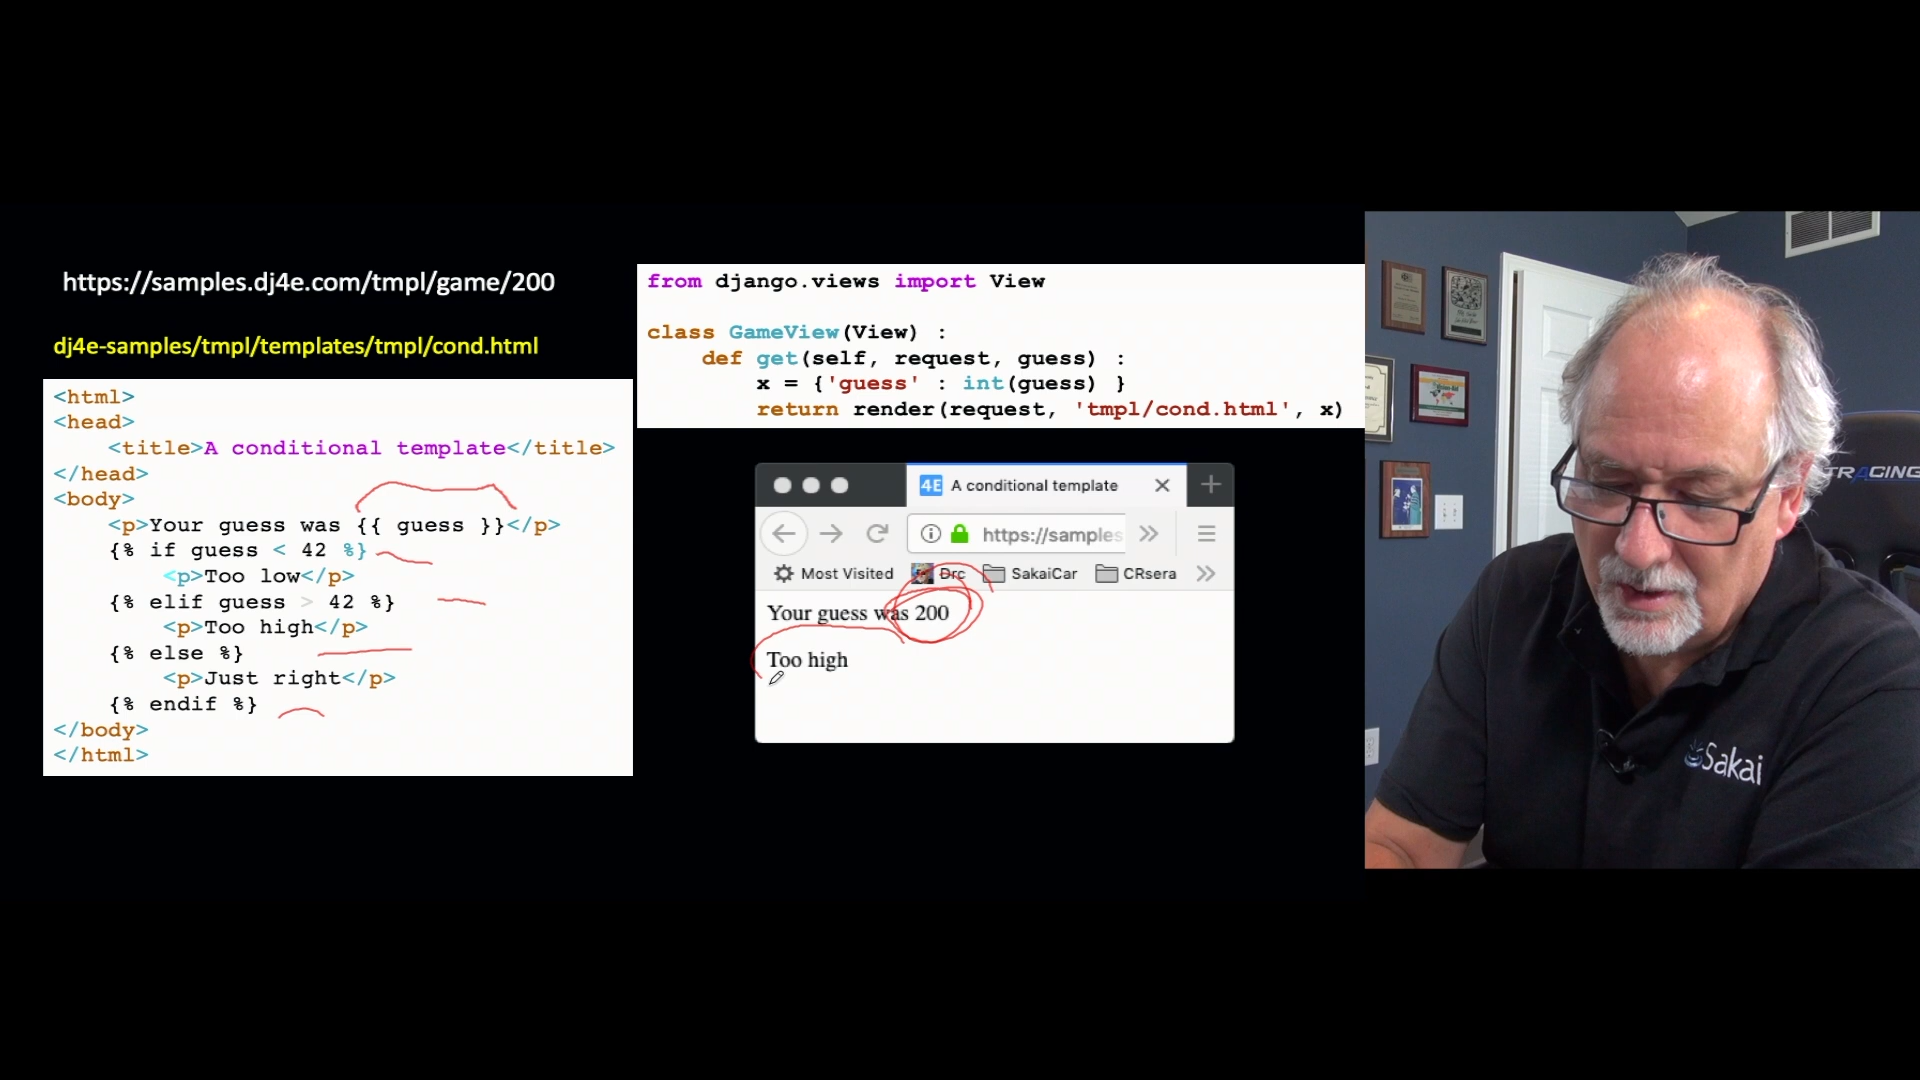 https://samples.dj4e.com/tmpl/game/200
dj4e-samples/tmpl/templates/tmpl/cond.html
<html>
<head>
    <title>A conditional template</title>
</head>
<body>
    <p>Your guess was {{ guess }}</p>
    {% if guess < 42 %}
        <p>Too low</p>
    {% elif guess > 42 %}
        <p>Too high</p>
    {% else %}
        <p>Just right</p>
    {% endif %}
</body>
</html>
from django.views import View
class GameView(View) :
    def get(self, request, guess) :
        x = {'guess' : int(guess) }
        return render(request, 'tmpl/cond.html', x)
4E A conditional template
https://samples
Most Visited Drc SakaiCar CRsera
Your guess was 200
Too high
TRACING
Sakai